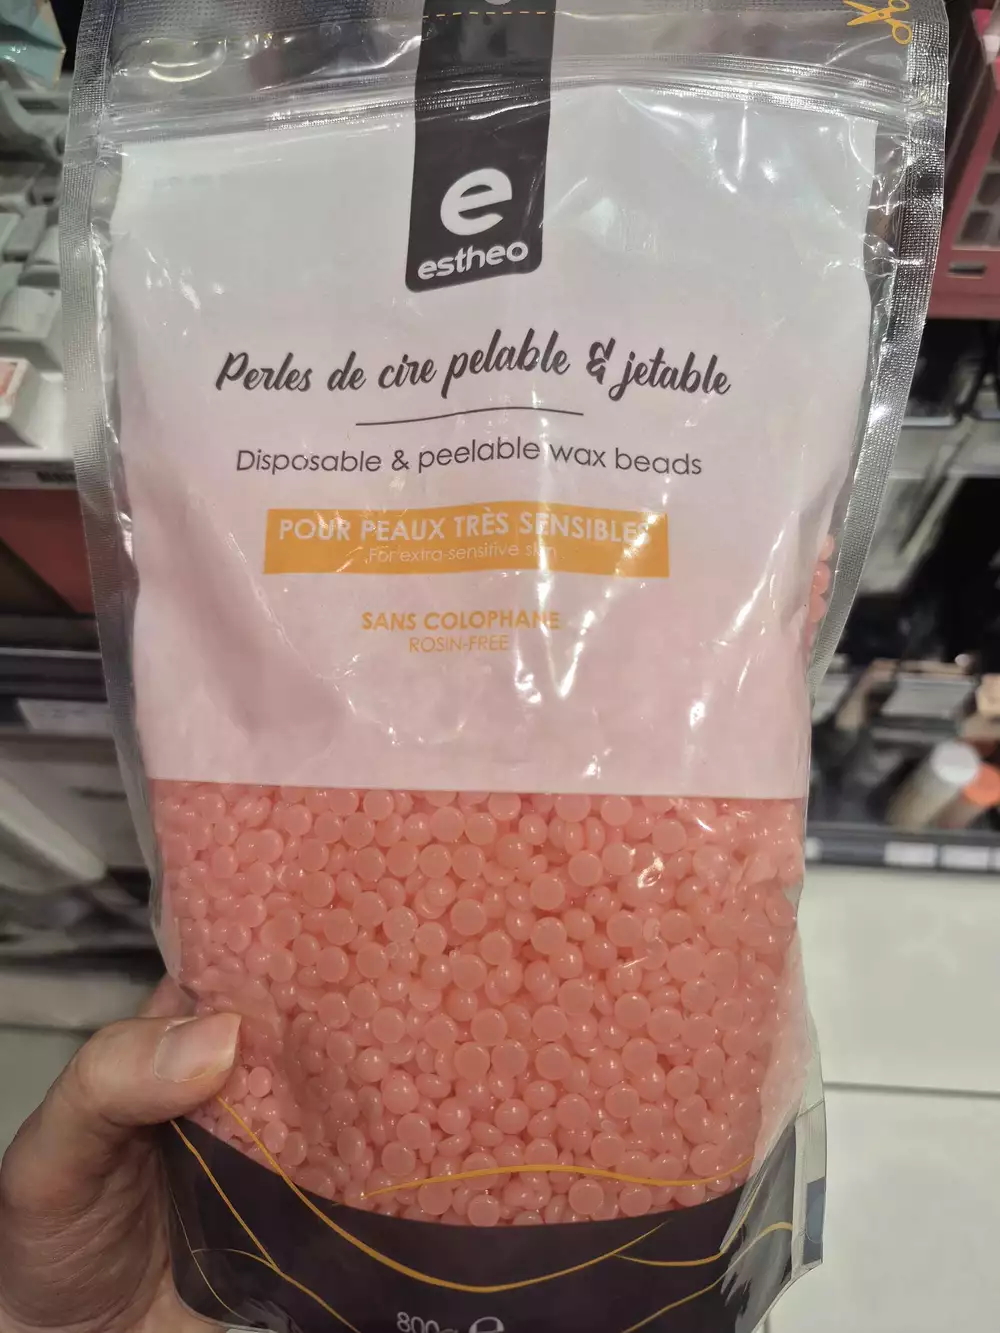 e
estheo
Perles de cire pelable & jetable
Disposable & peelable wax beads
POUR PEAUX TRÈS SENSIBLES
For extra-sensitive skin
SANS COLOPHANE
ROSIN-FREE
800g e